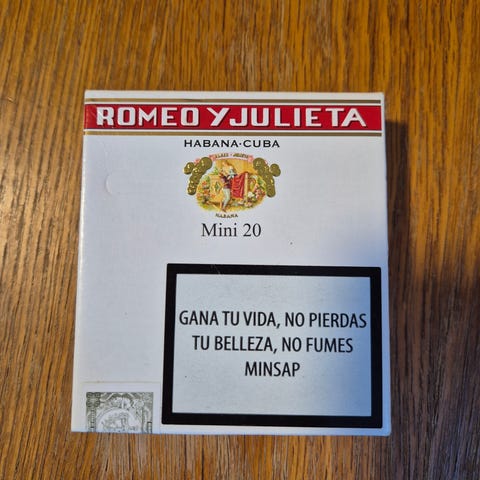 ROMEO Y JULIETA
HABANA·CUBA
HABANA
Mini 20
GANA TU VIDA, NO PIERDAS
TU BELLEZA, NO FUMES
MINSAP